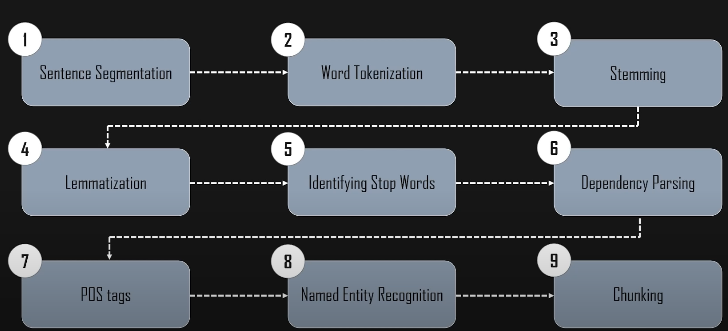 1
Sentence Segmentation
2
Word Tokenization
3
Stemming
4
Lemmatization
5
Identifying Stop Words
6
Dependency Parsing
7
POS tags
8
Named Entity Recognition
9
Chunking